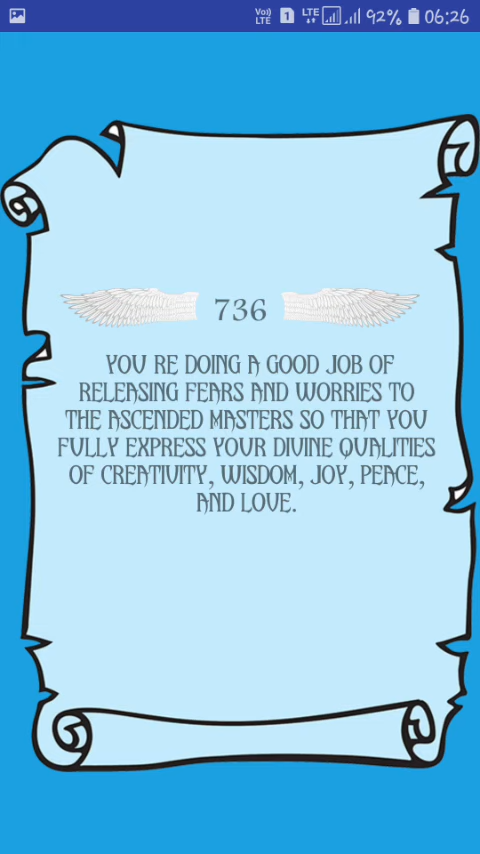 Vo)) LTE 1 LTE 92% 06:26
736
YOU RE DOING A GOOD JOB OF
RELEASING FEARS AND WORRIES TO
THE ASCENDED MASTERS SO THAT YOU
FULLY EXPRESS YOUR DIVINE QUALITIES
OF CREATIVITY, WISDOM, JOY, PEACE,
AND LOVE.